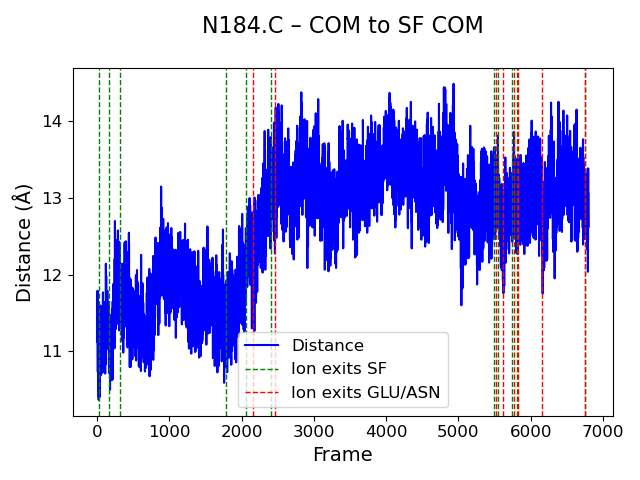 N184.C – COM to SF COM
Distance (Å)
14
13
12
11
Distance
Ion exits SF
Ion exits GLU/ASN
0 1000 2000 3000 4000 5000 6000 7000
Frame